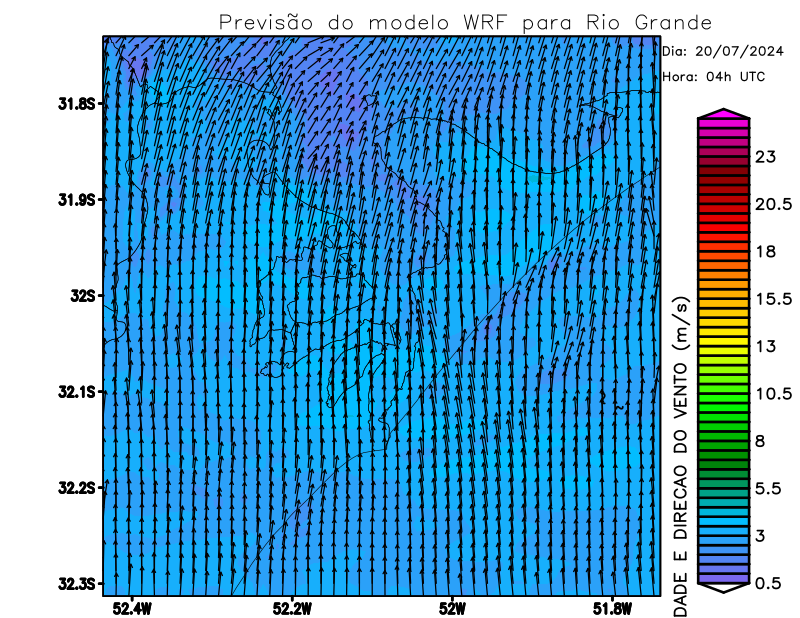 Previsão do modelo WRF para Rio Grande
Dia: 20/07/2024
Hora: 04h UTC
31.8S
31.9S
32S
32.1S
32.2S
32.3S
52.4W
52.2W
52W
51.8W
DADE E DIRECAO DO VENTO (m/s)
23
20.5
18
15.5
13
10.5
8
5.5
3
0.5